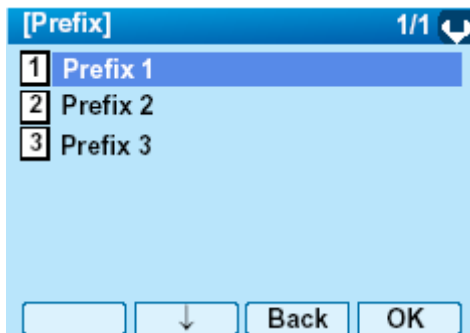 [Prefix] 1/1
1 Prefix 1
2 Prefix 2
3 Prefix 3
↓ Back OK